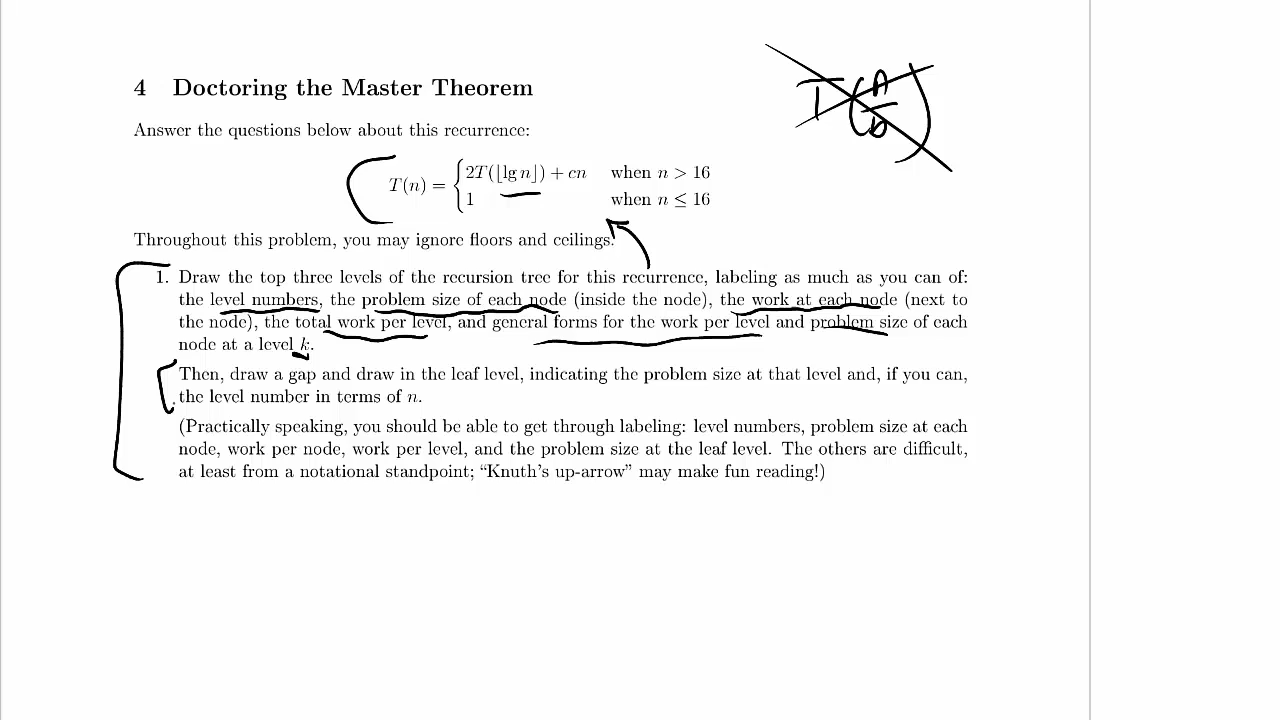 4 Doctoring the Master Theorem
T(n/b)
Answer the questions below about this recurrence:
T(n) = { 2T(⌊lg n⌋) + cn when n > 16
1 when n ≤ 16
Throughout this problem, you may ignore floors and ceilings.
1. Draw the top three levels of the recursion tree for this recurrence, labeling as much as you can of:
the level numbers, the problem size of each node (inside the node), the work at each node (next to
the node), the total work per level, and general forms for the work per level and problem size of each
node at a level k.
Then, draw a gap and draw in the leaf level, indicating the problem size at that level and, if you can,
the level number in terms of n.
(Practically speaking, you should be able to get through labeling: level numbers, problem size at each
node, work per node, work per level, and the problem size at the leaf level. The others are difficult,
at least from a notational standpoint; “Knuth’s up-arrow” may make fun reading!)